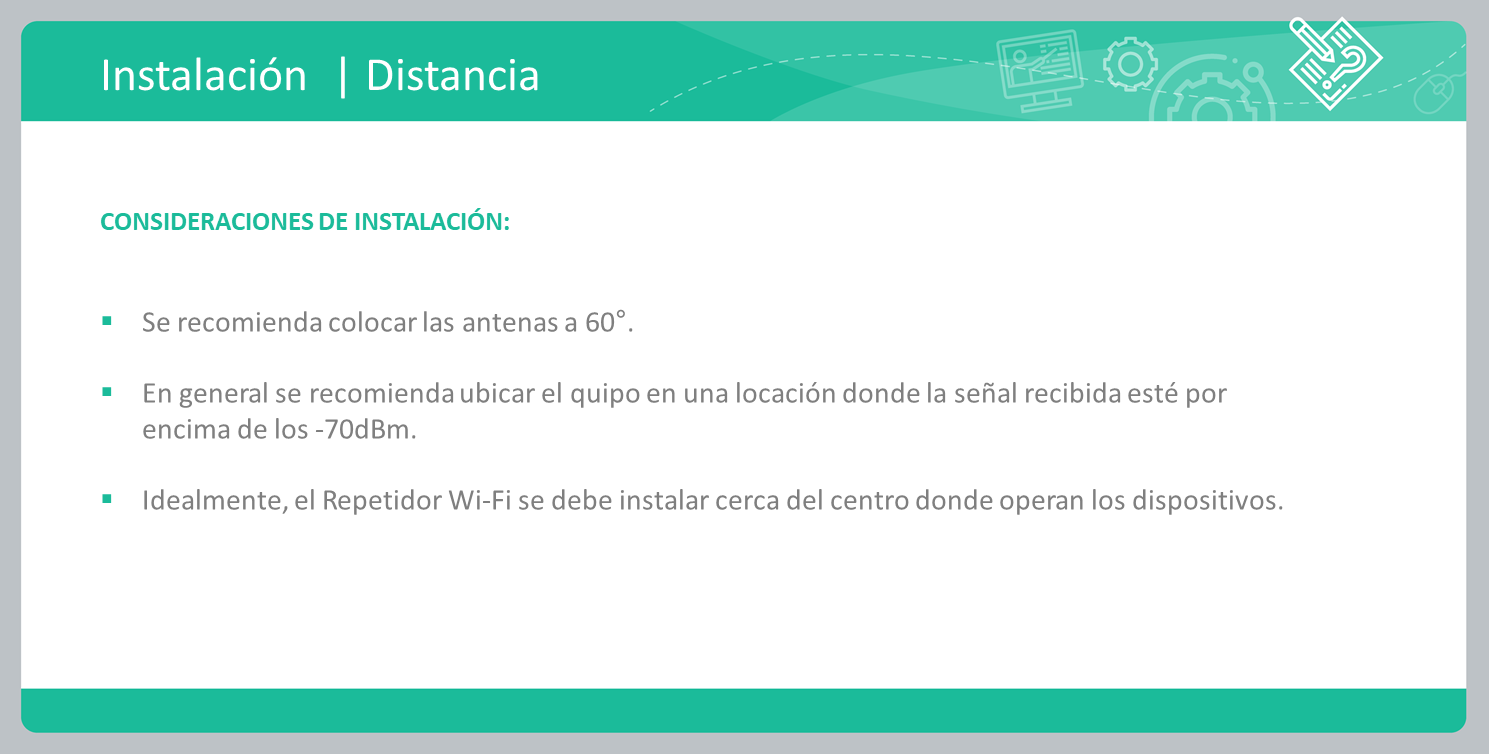 Instalación | Distancia
CONSIDERACIONES DE INSTALACIÓN:
▪ Se recomienda colocar las antenas a 60°.
▪ En general se recomienda ubicar el quipo en una locación donde la señal recibida esté por
encima de los -70dBm.
▪ Idealmente, el Repetidor Wi-Fi se debe instalar cerca del centro donde operan los dispositivos.